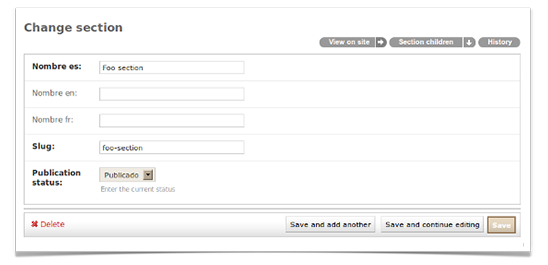 Change section
View on site
Section children
History
Nombre es: Foo section
Nombre en:
Nombre fr:
Slug: foo-section
Publication status: Publicado
Enter the current status
Delete
Save and add another
Save and continue editing
Save